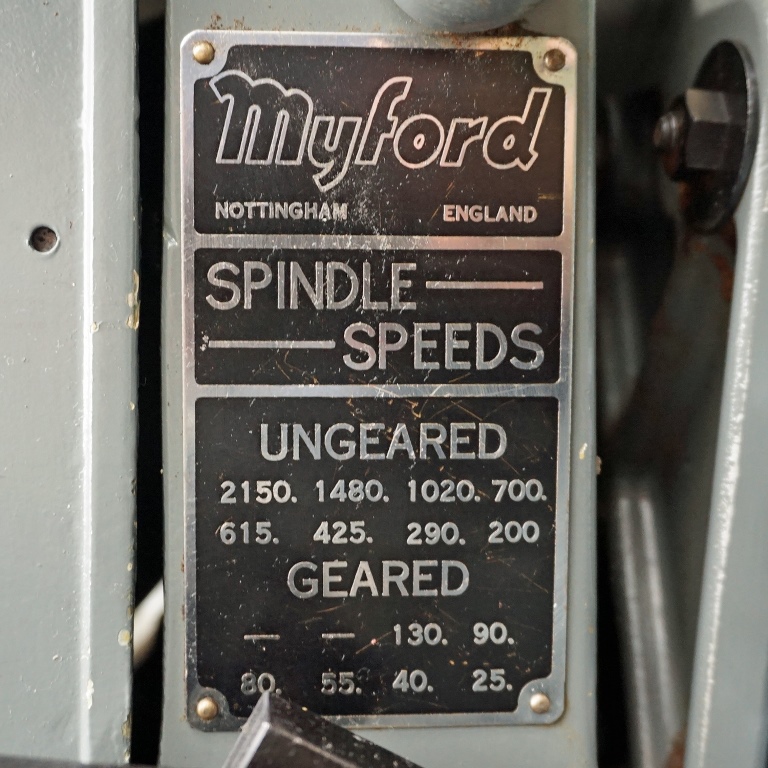 Myford
NOTTINGHAM ENGLAND
SPINDLE —
— SPEEDS
UNGEARED
2150. 1480. 1020. 700.
615. 425. 290. 200
GEARED
— — 130. 90.
80. 55. 40. 25.